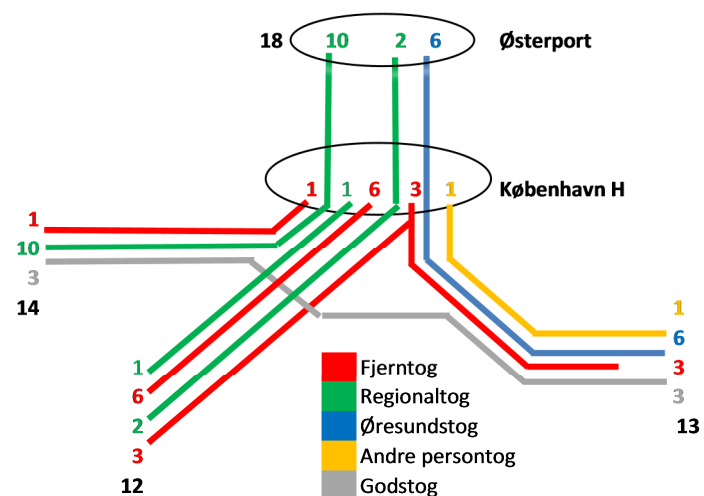 18 10 2 6 Østerport
1 1 6 3 1 København H
1
10
3
14
1
6
3
3
13
1
6
2
3
12
Fjerntog
Regionaltog
Øresundstog
Andre persontog
Godstog